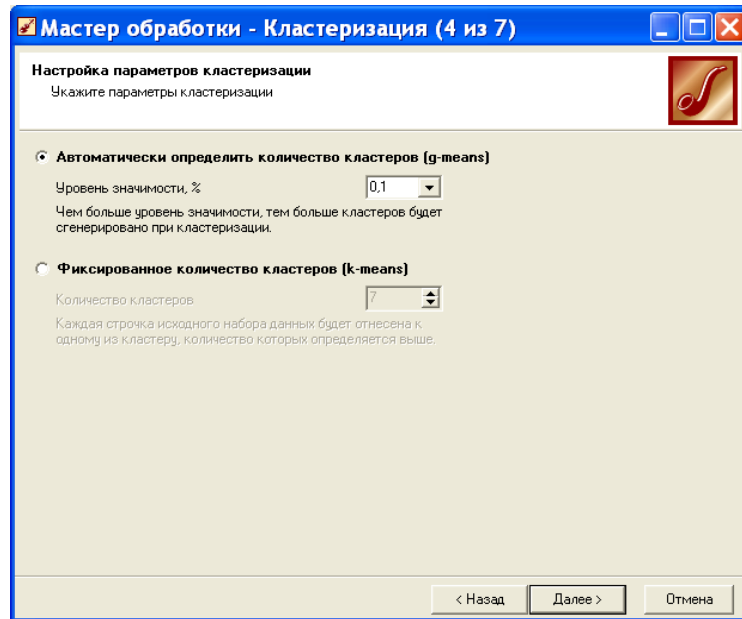 Мастер обработки - Кластеризация (4 из 7)
Настройка параметров кластеризации
Укажите параметры кластеризации
Автоматически определить количество кластеров (g-means)
Уровень значимости, % 0,1
Чем больше уровень значимости, тем больше кластеров будет
сгенерировано при кластеризации.
Фиксированное количество кластеров (k-means)
Количество кластеров 7
Каждая строчка исходного набора данных будет отнесена к
одному из кластеру, количество которых определяется выше.
< Назад Далее > Отмена